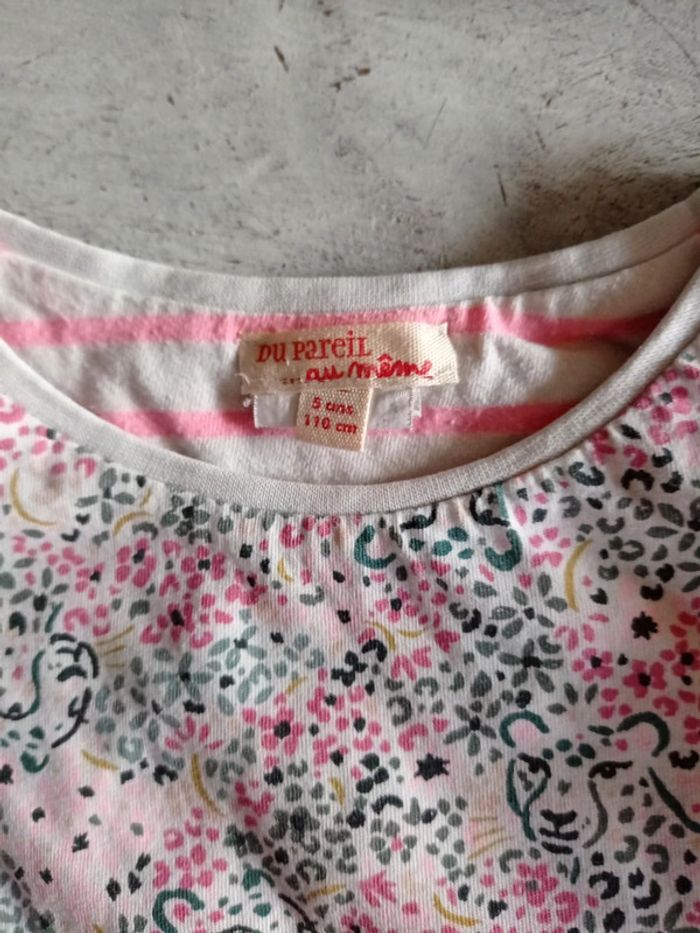 DU PAREIL
...au même
5 ans
110 cm